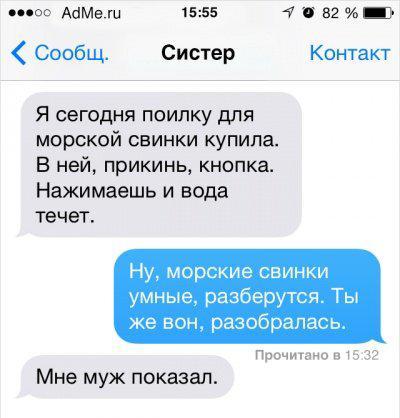 AdMe.ru 15:55 82 %
Сообщ. Систер Контакт
Я сегодня поилку для
морской свинки купила.
В ней, прикинь, кнопка.
Нажимаешь и вода
течет.
Ну, морские свинки
умные, разберутся. Ты
же вон, разобралась.
Прочитано в 15:32
Мне муж показал.